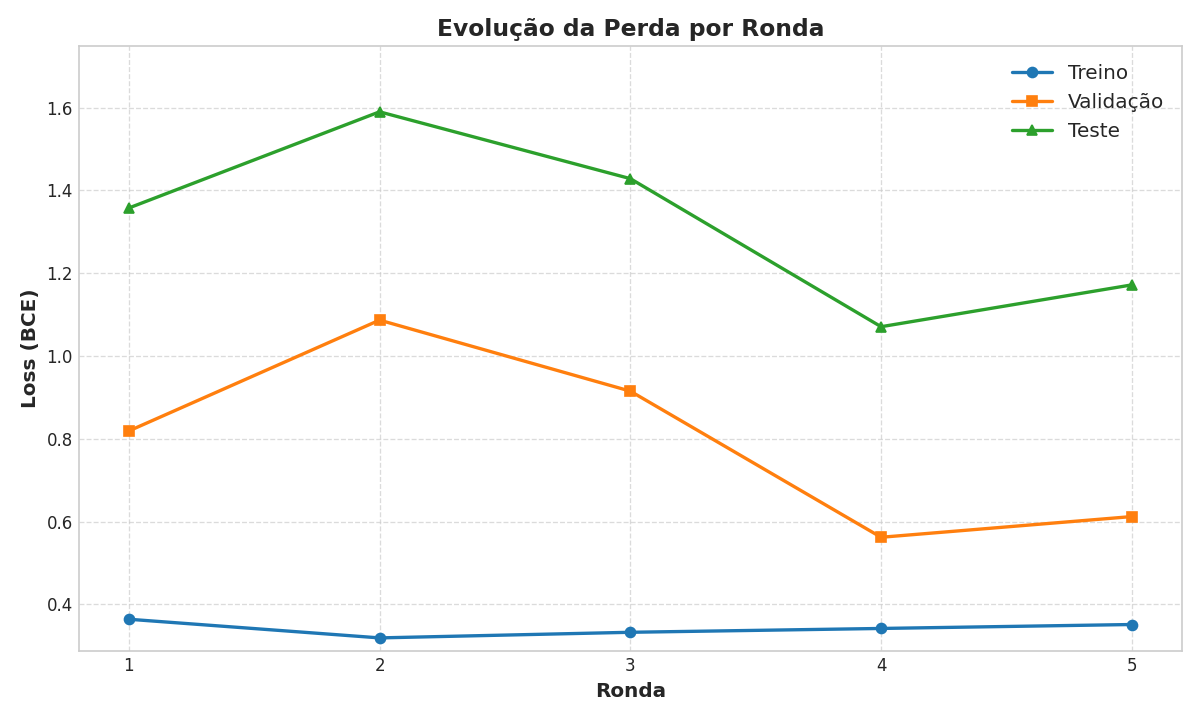 Evolução da Perda por Ronda
Treino
Validação
Teste
Loss (BCE)
1.6
1.4
1.2
1.0
0.8
0.6
0.4
1 2 3 4 5
Ronda